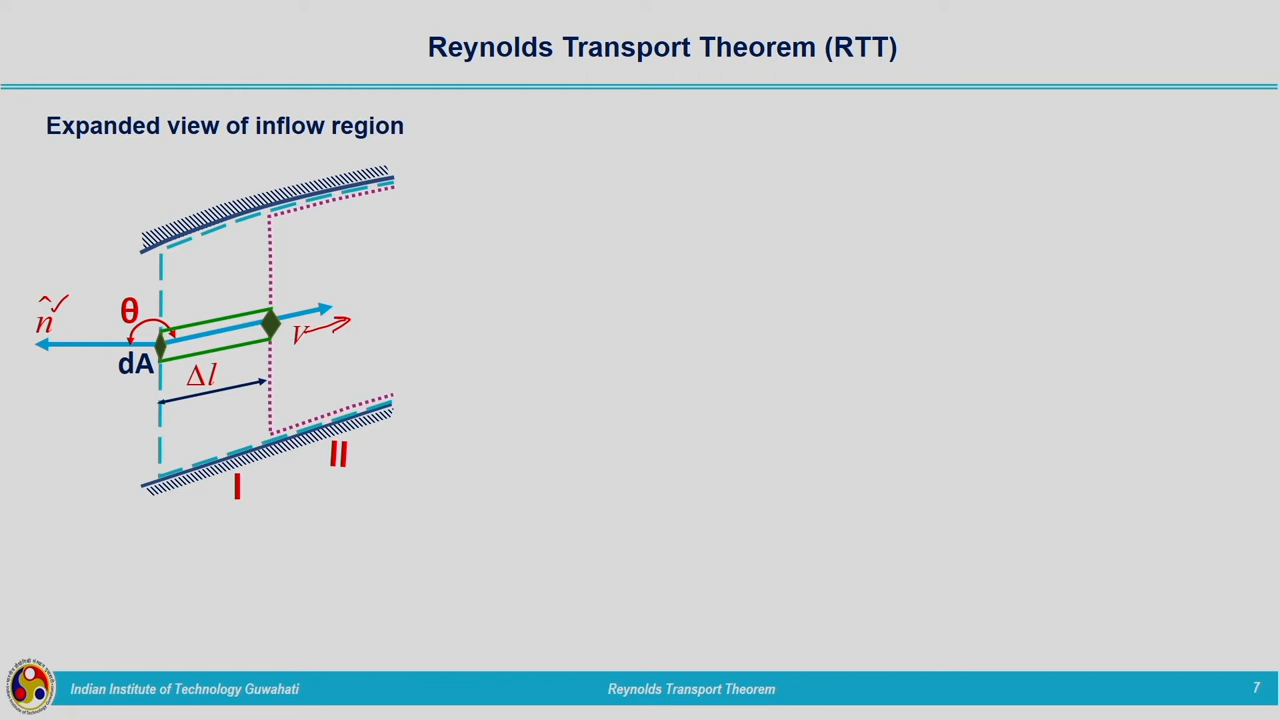 Reynolds Transport Theorem (RTT)
Expanded view of inflow region
n̂ ✓
θ
V
dA
Δl
II
I
Indian Institute of Technology Guwahati
Reynolds Transport Theorem
7